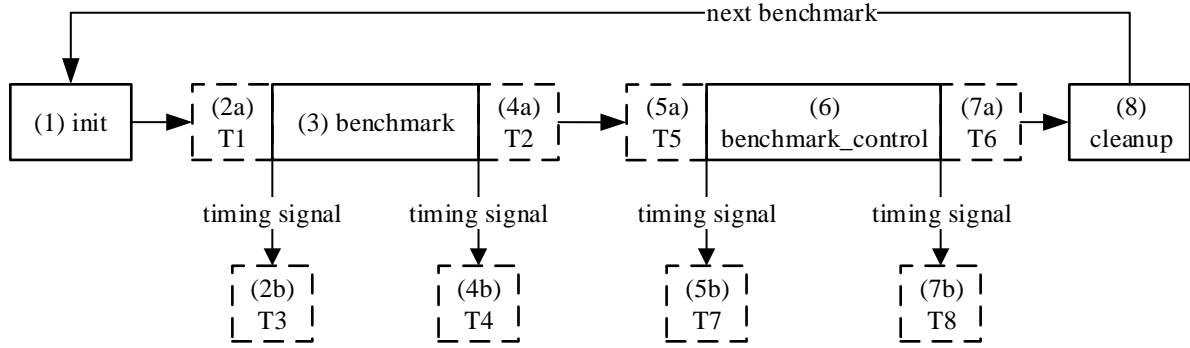 next benchmark
(1) init
(2a)
T1
(3) benchmark
(4a)
T2
(5a)
T5
(6)
benchmark_control
(7a)
T6
(8)
cleanup
timing signal
timing signal
timing signal
timing signal
(2b)
T3
(4b)
T4
(5b)
T7
(7b)
T8